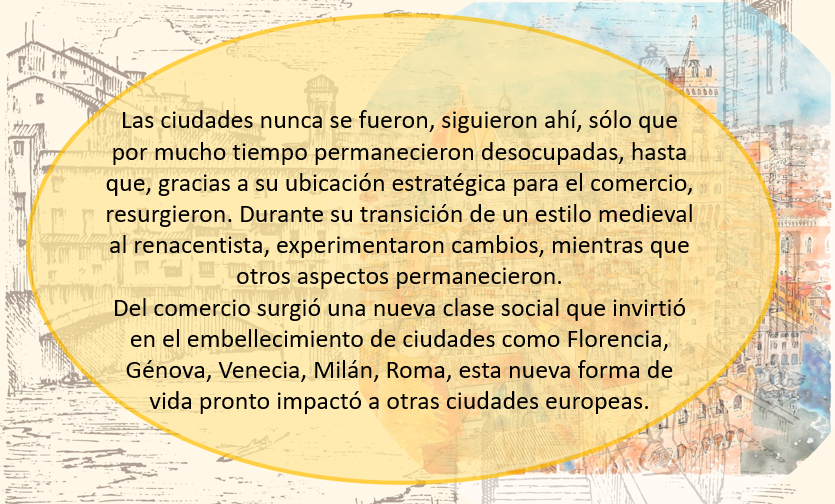 Las ciudades nunca se fueron, siguieron ahí, sólo que
por mucho tiempo permanecieron desocupadas, hasta
que, gracias a su ubicación estratégica para el comercio,
resurgieron. Durante su transición de un estilo medieval
al renacentista, experimentaron cambios, mientras que
otros aspectos permanecieron.
Del comercio surgió una nueva clase social que invirtió
en el embellecimiento de ciudades como Florencia,
Génova, Venecia, Milán, Roma, esta nueva forma de
vida pronto impactó a otras ciudades europeas.